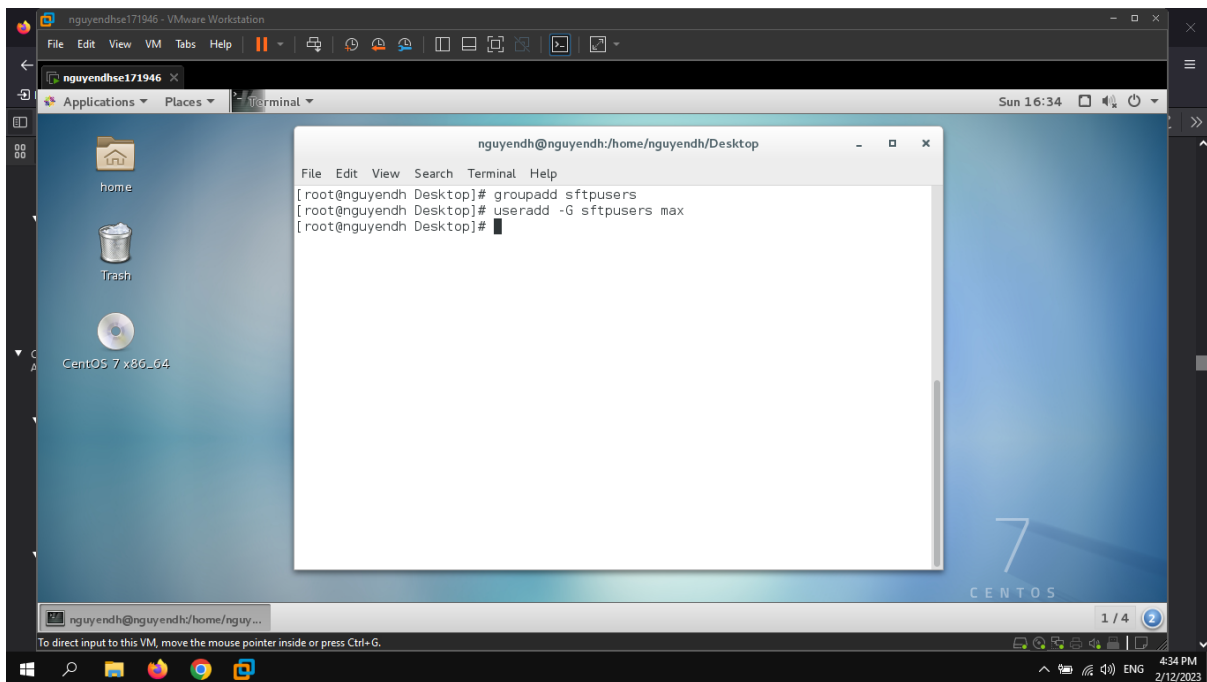 nguyendhse171946 - VMware Workstation
File Edit View VM Tabs Help
nguyendhse171946
Applications Places Terminal Sun 16:34
home
Trash
CentOS 7 x86_64
nguyendh@nguyendh:/home/nguyendh/Desktop
File Edit View Search Terminal Help
[root@nguyendh Desktop]# groupadd sftpusers
[root@nguyendh Desktop]# useradd -G sftpusers max
[root@nguyendh Desktop]#
7
CENTOS
nguyendh@nguyendh:/home/nguy... 1 / 4 2
To direct input to this VM, move the mouse pointer inside or press Ctrl+G.
ENG 4:34 PM
2/12/2023